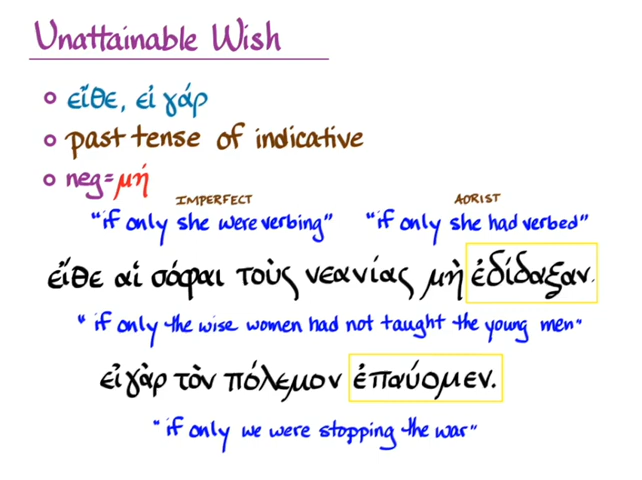 Unattainable Wish
εἴθε, εἰ γάρ
past tense of indicative
neg = μή
IMPERFECT AORIST
"if only she were verbing" "if only she had verbed"
εἴθε αἱ σόφαι τοὺς νεανίας μὴ ἐδίδαξαν.
"if only the wise women had not taught the young men"
εἰ γὰρ τὸν πόλεμον ἐπαύομεν.
"if only we were stopping the war"